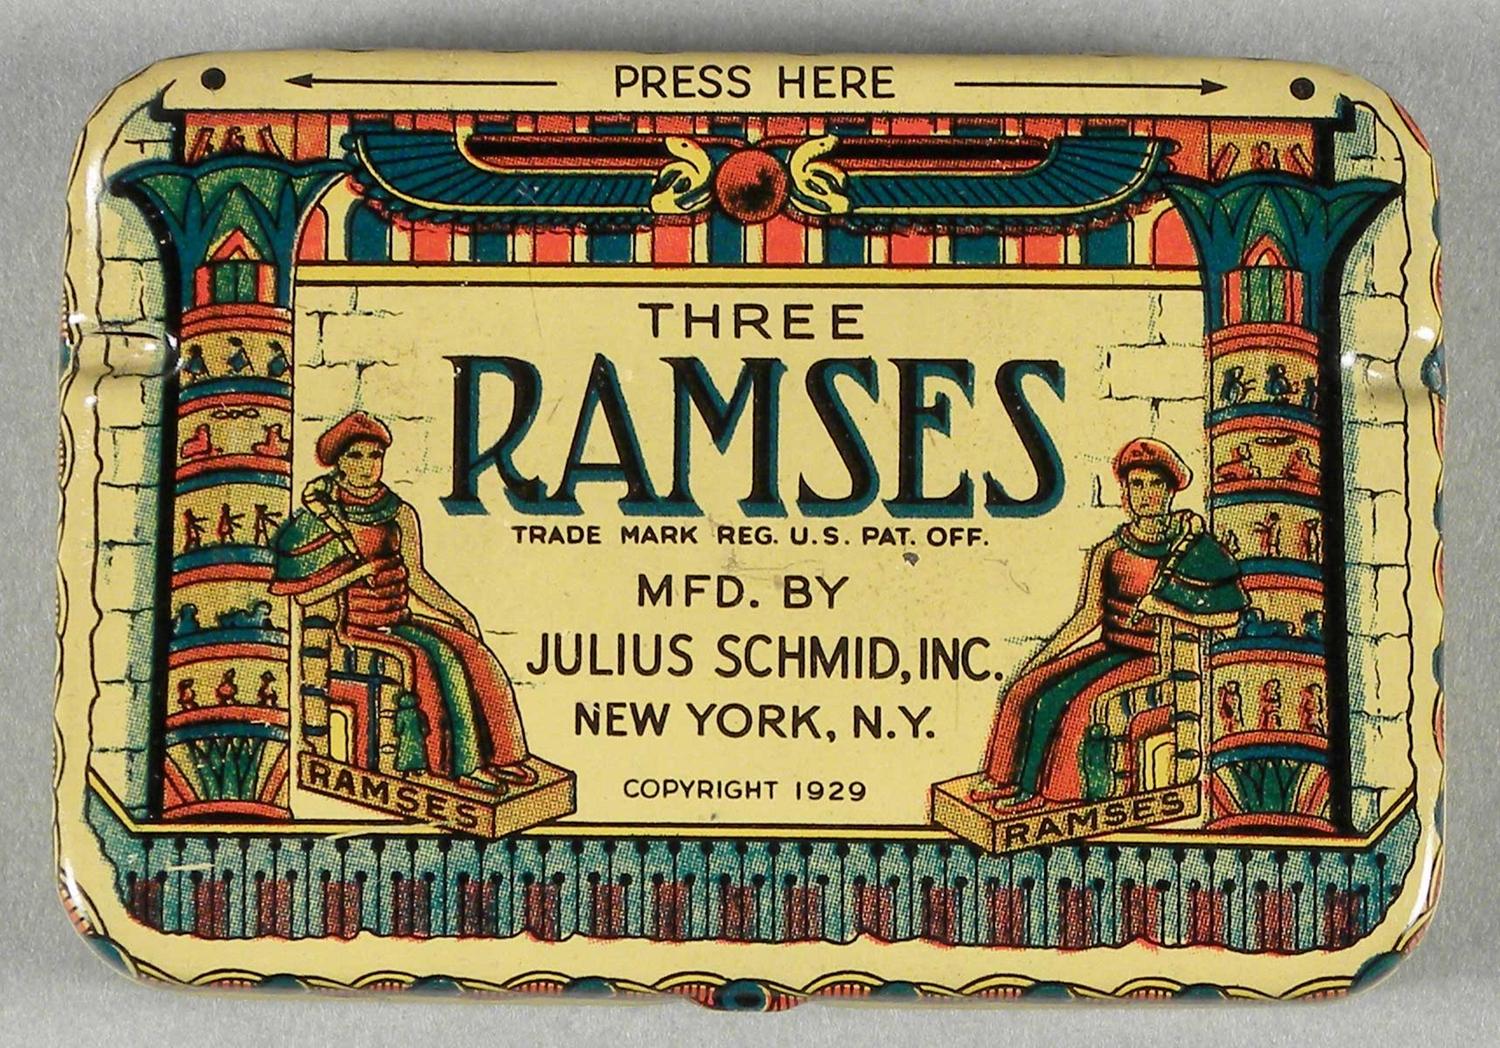 PRESS HERE
THREE
RAMSES
TRADE MARK REG. U.S. PAT. OFF.
MFD. BY
JULIUS SCHMID, INC.
NEW YORK, N.Y.
COPYRIGHT 1929
RAMSES
RAMSES